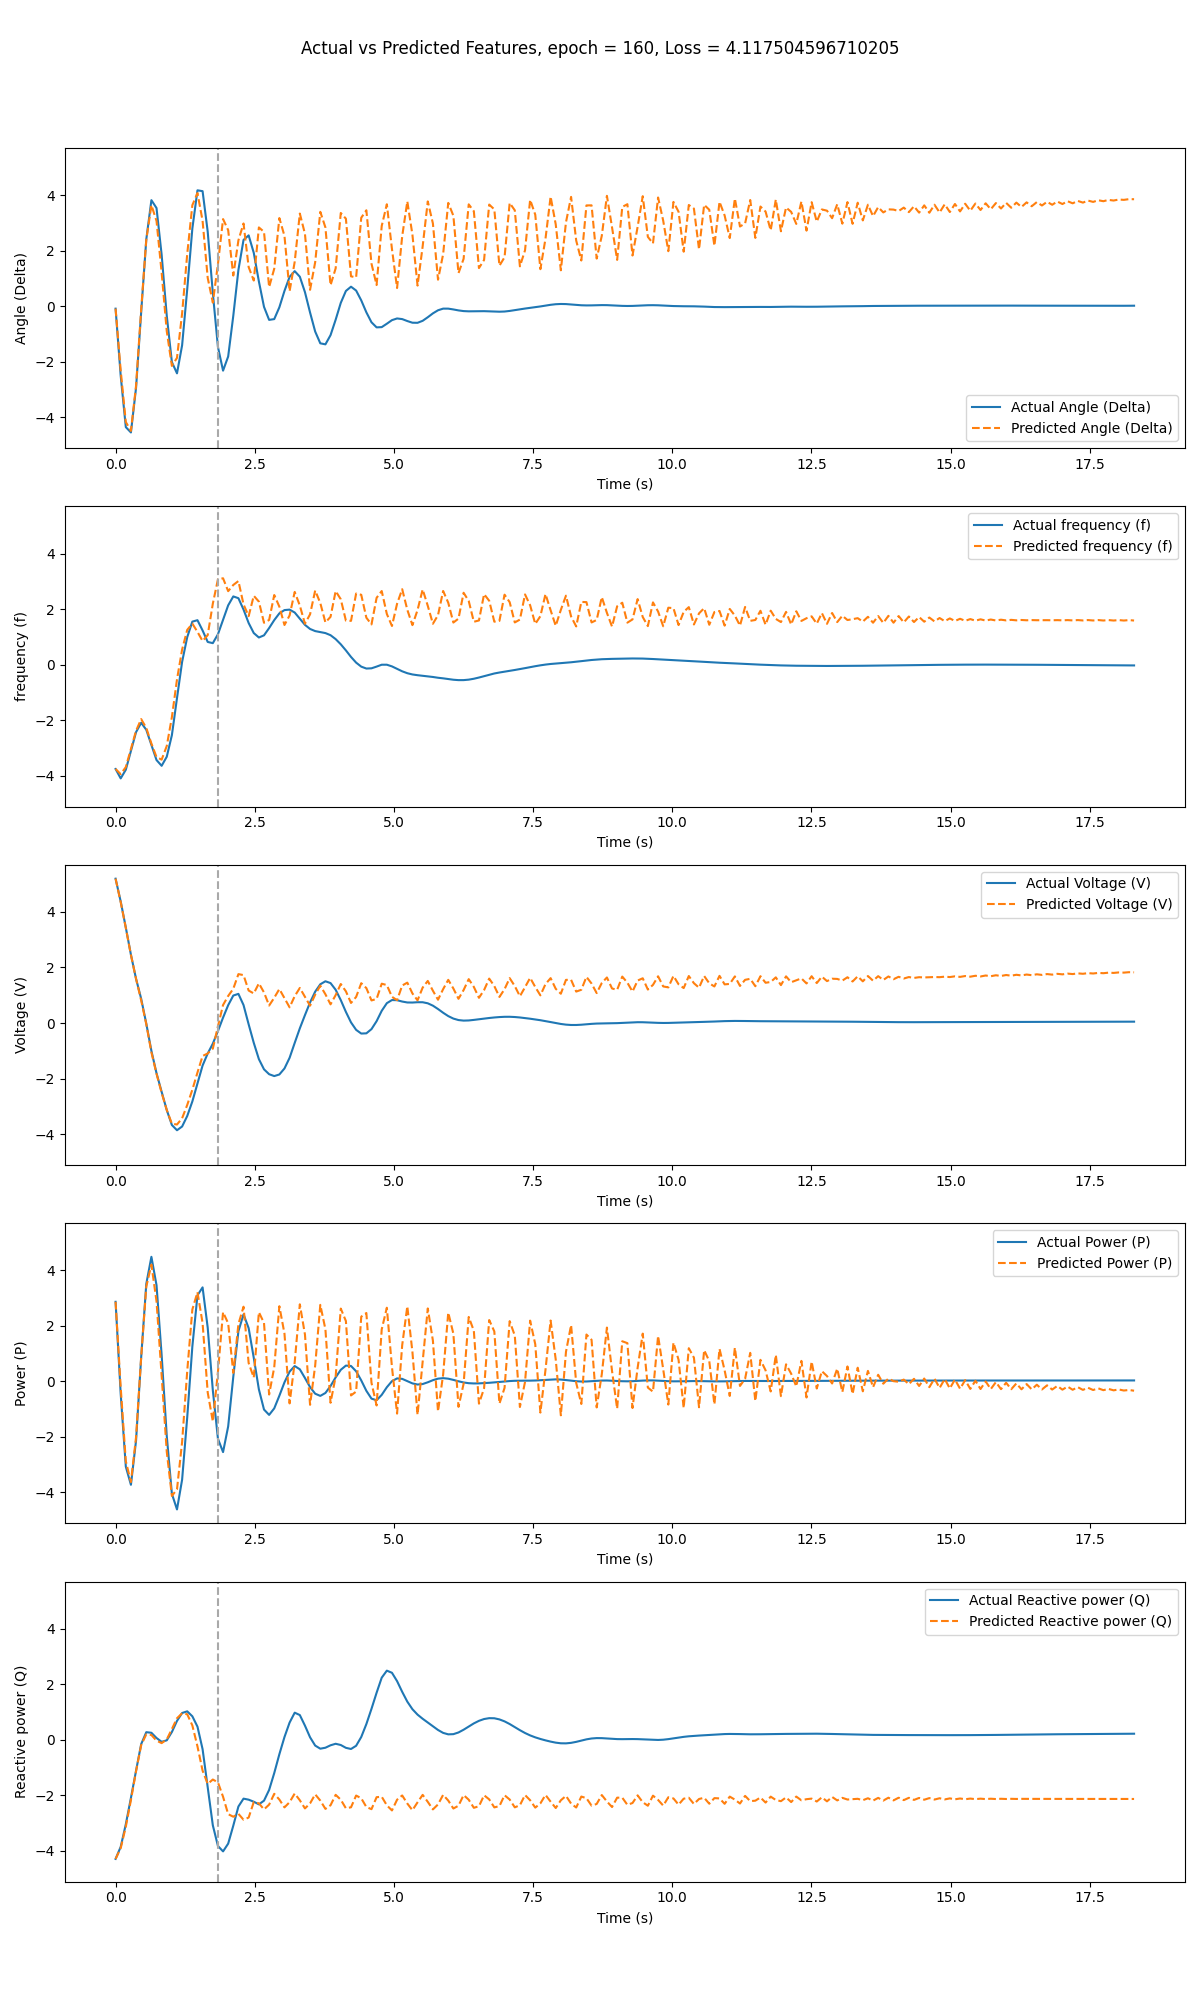 Actual vs Predicted Features, epoch = 160, Loss = 4.117504596710205
4
2
0
−2
−4
Angle (Delta)
Actual Angle (Delta)
Predicted Angle (Delta)
0.0 2.5 5.0 7.5 10.0 12.5 15.0 17.5
Time (s)
4
2
0
−2
−4
frequency (f)
Actual frequency (f)
Predicted frequency (f)
0.0 2.5 5.0 7.5 10.0 12.5 15.0 17.5
Time (s)
4
2
0
−2
−4
Voltage (V)
Actual Voltage (V)
Predicted Voltage (V)
0.0 2.5 5.0 7.5 10.0 12.5 15.0 17.5
Time (s)
4
2
0
−2
−4
Power (P)
Actual Power (P)
Predicted Power (P)
0.0 2.5 5.0 7.5 10.0 12.5 15.0 17.5
Time (s)
4
2
0
−2
−4
Reactive power (Q)
Actual Reactive power (Q)
Predicted Reactive power (Q)
0.0 2.5 5.0 7.5 10.0 12.5 15.0 17.5
Time (s)